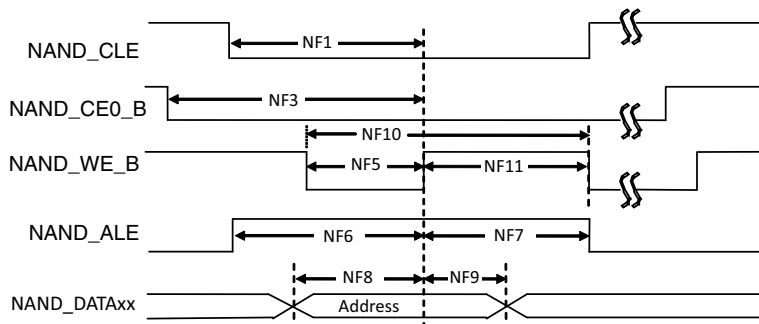 NF1
NAND_CLE
NF3
NAND_CE0_B
NF10
NAND_WE_B
NF5
NF11
NAND_ALE
NF6
NF7
NF8
NF9
NAND_DATAxx
Address